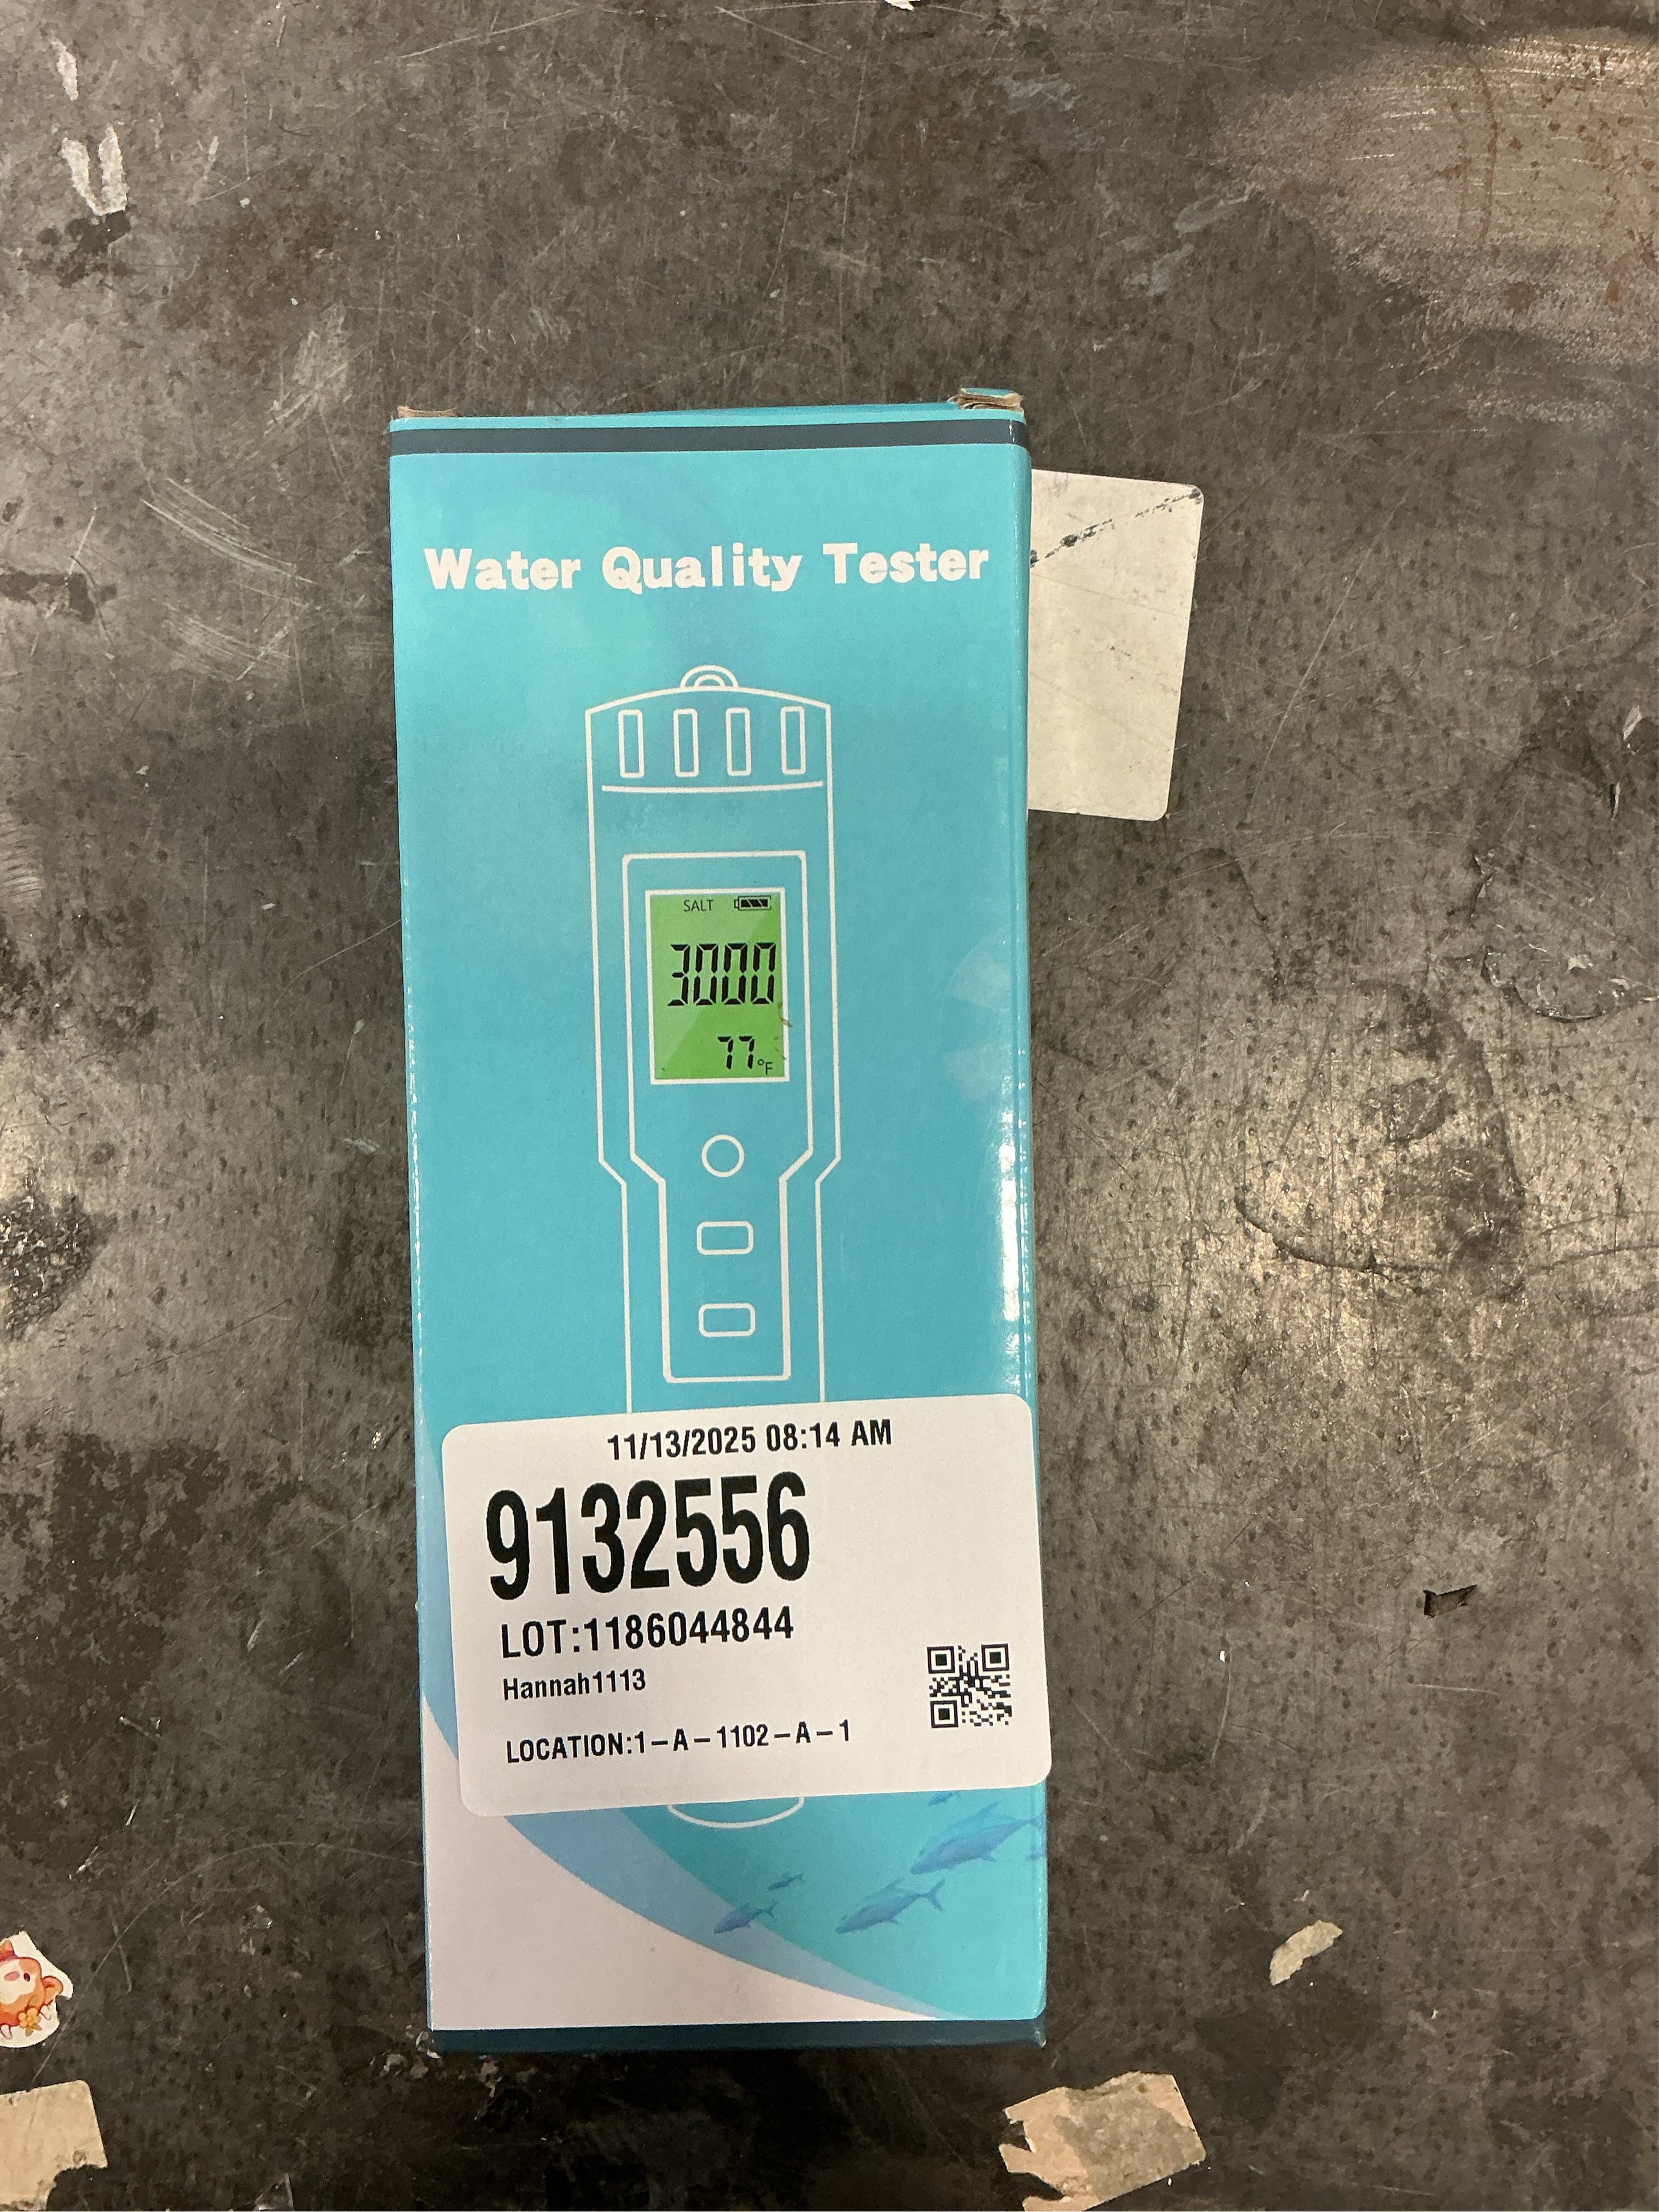 Water Quality Tester
SALT
3000
77°F
11/13/2025 08:14 AM
9132556
LOT:1186044844
Hannah1113
LOCATION:1-A-1102-A-1